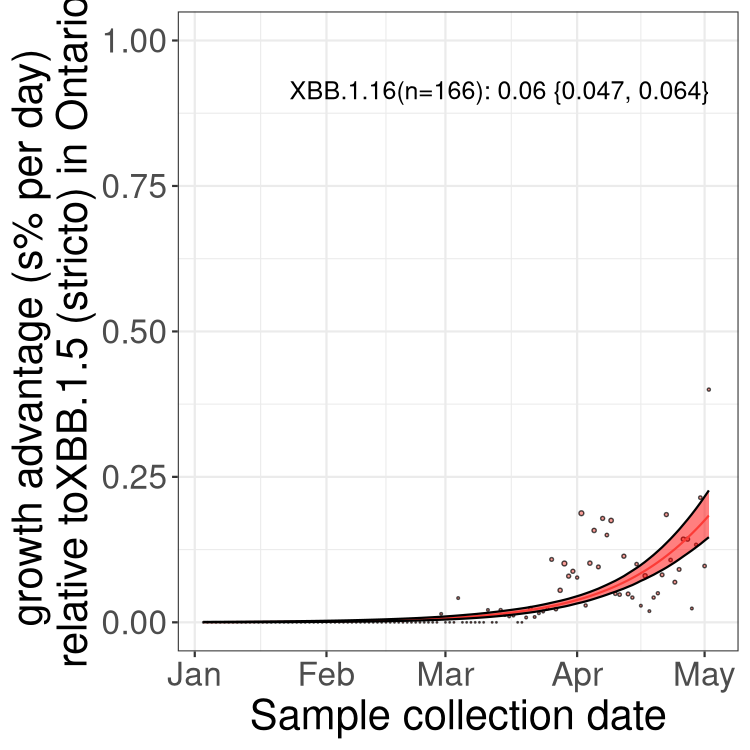 growth advantage (s% per day)
relative toXBB.1.5 (stricto) in Ontario
1.00
0.75
0.50
0.25
0.00
XBB.1.16(n=166): 0.06 {0.047, 0.064}
Jan Feb Mar Apr May
Sample collection date